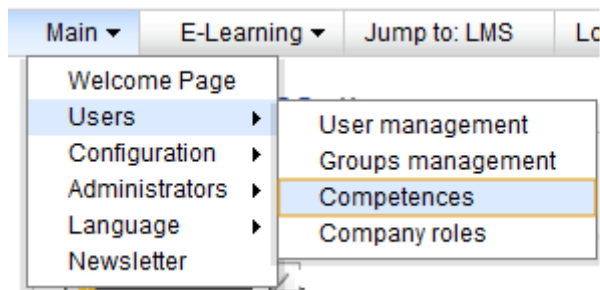 Main E-Learning Jump to: LMS
Welcome Page
Users
Configuration
Administrators
Language
Newsletter
User management
Groups management
Competences
Company roles